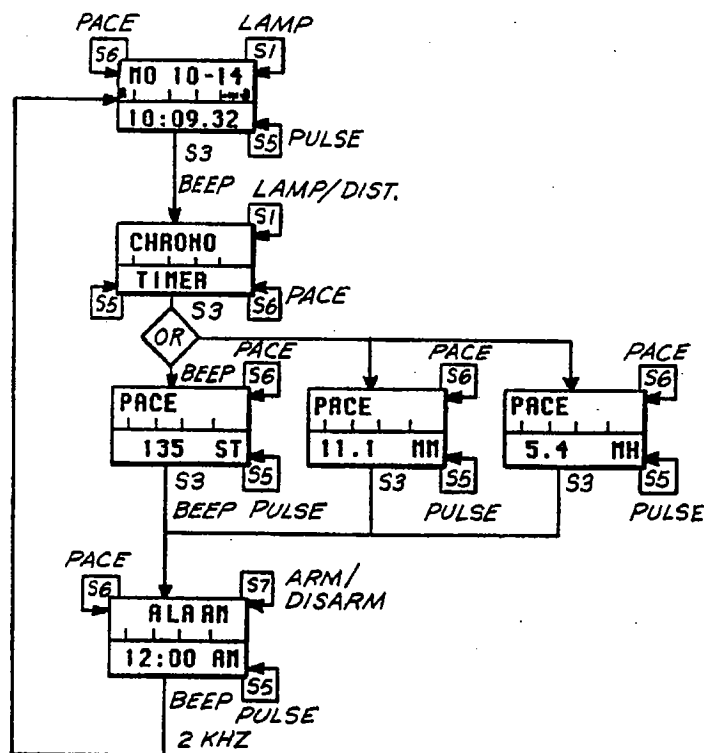 PACE
LAMP
S6
S1
MO 10-14
10:09.32
S5
PULSE
S3
BEEP
LAMP/DIST.
S1
CHRONO
TIMER
S5
S3
S6
PACE
OR
BEEP
PACE
S6
PACE
S6
PACE
S6
PACE
135 ST
PACE
11.1 MM
PACE
5.4 MH
S3
S5
S3
S5
S3
S5
BEEP
PULSE
PULSE
PULSE
PACE
S6
S7
ARM/
DISARM
ALARM
12:00 AM
BEEP
S5
PULSE
2 KHZ